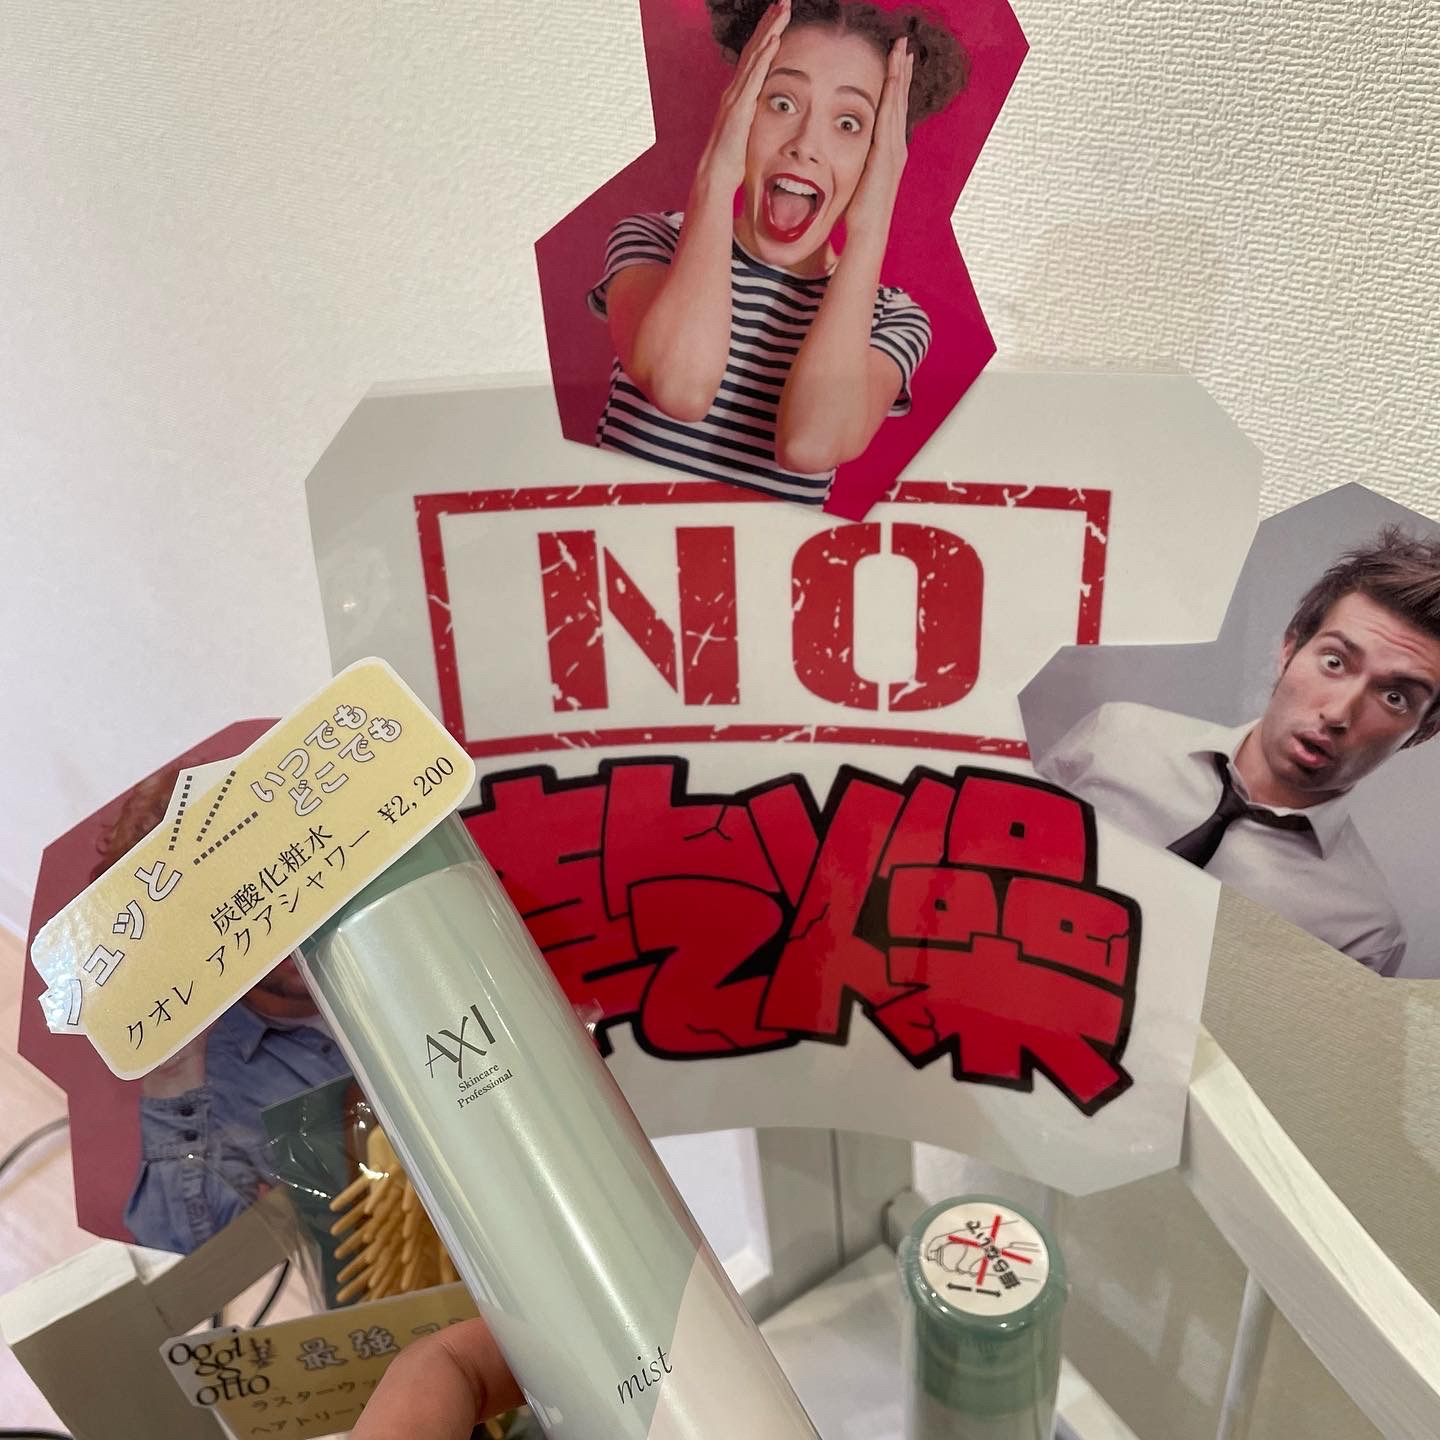 NO
乾燥
いつでも
どこでも
シュッと
炭酸化粧水
クオレ アクアシャワー ¥2,200
AXI
Skincare
Professional
mist
oggi
otto
最強コ
ラスターウッ
ヘアトリート